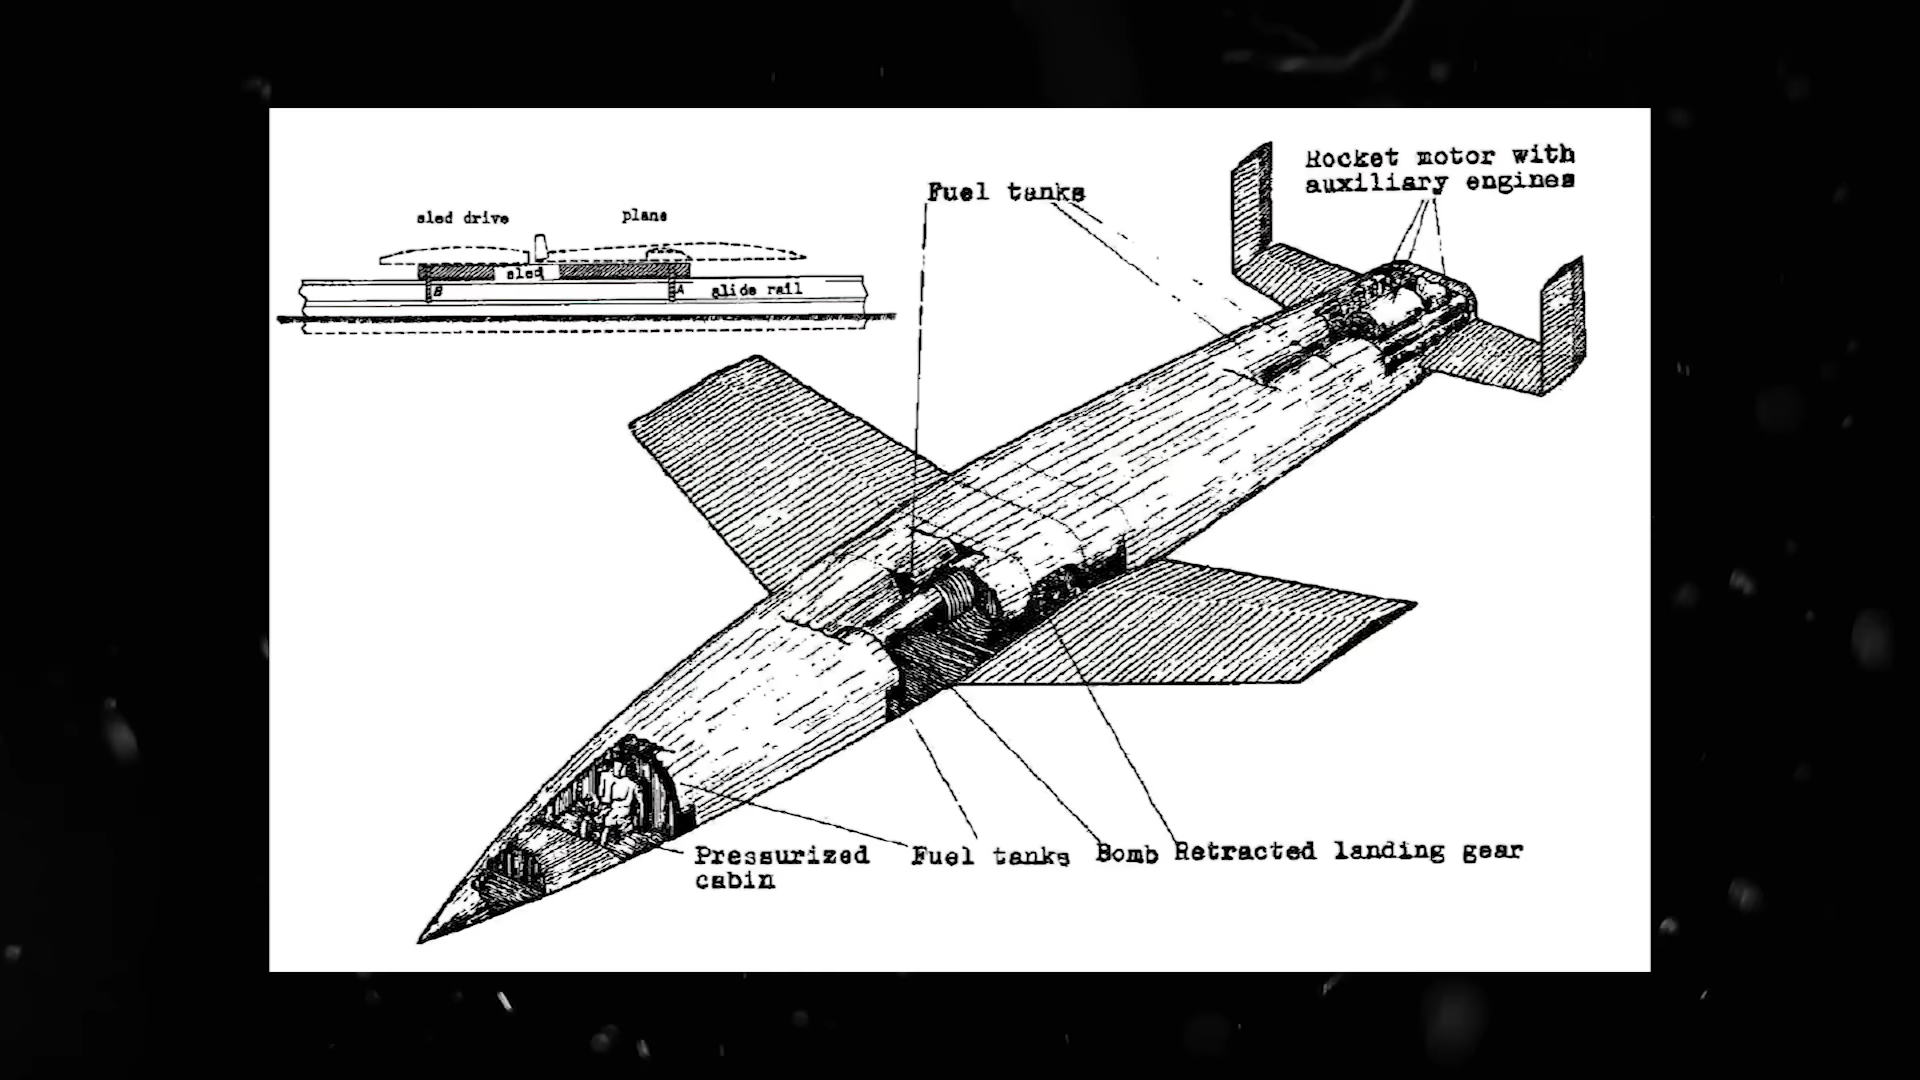 Rocket motor with
auxiliary engines
Fuel tanks
sled drive
plane
sled
B
A
glide rail
Pressurized
cabin
Fuel tanks
Bomb
Retracted landing gear